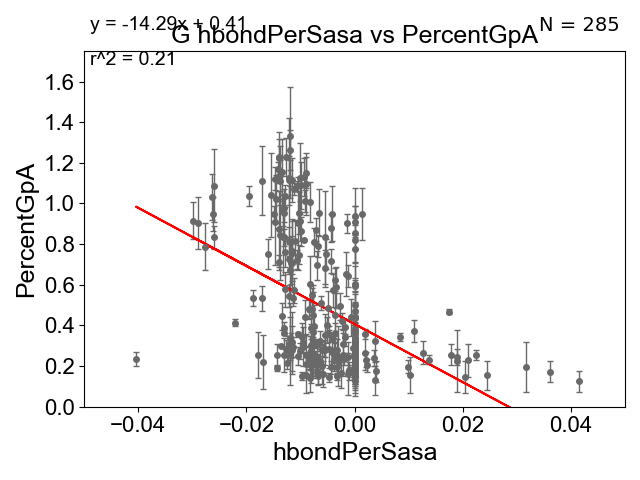 y = -14.29x + 0.41
N = 285
G hbondPerSasa vs PercentGpA
r^2 = 0.21
PercentGpA
1.6
1.4
1.2
1.0
0.8
0.6
0.4
0.2
0.0
−0.04 −0.02 0.00 0.02 0.04
hbondPerSasa